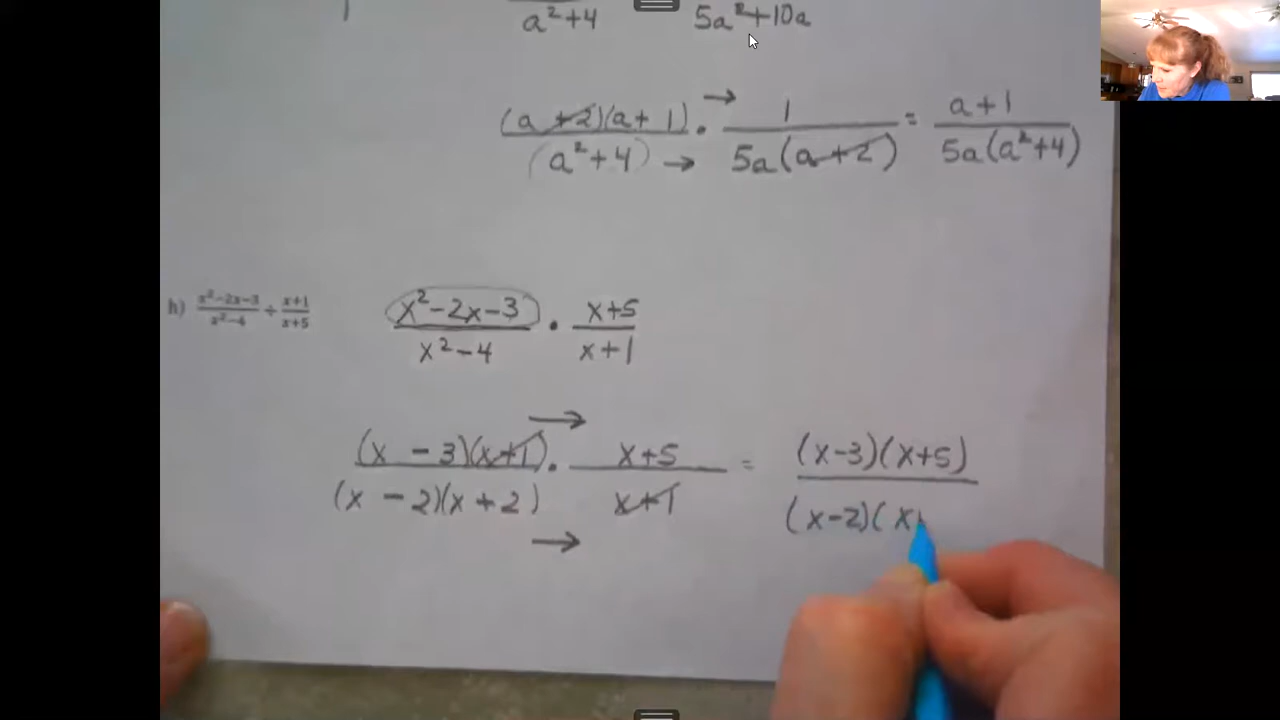 a²+4 5a²+10a
(a+2)(a+1) · → 1 = a+1
(a²+4) → 5a(a+2) 5a(a²+4)
h) x²-2x-3 ÷ x+1 x²-2x-3 · x+5
x²-4 x+5 x²-4 x+1
→
(x -3)(x+1) · x+5 = (x-3)(x+5)
(x -2)(x+2) x+1 (x-2)(x
→